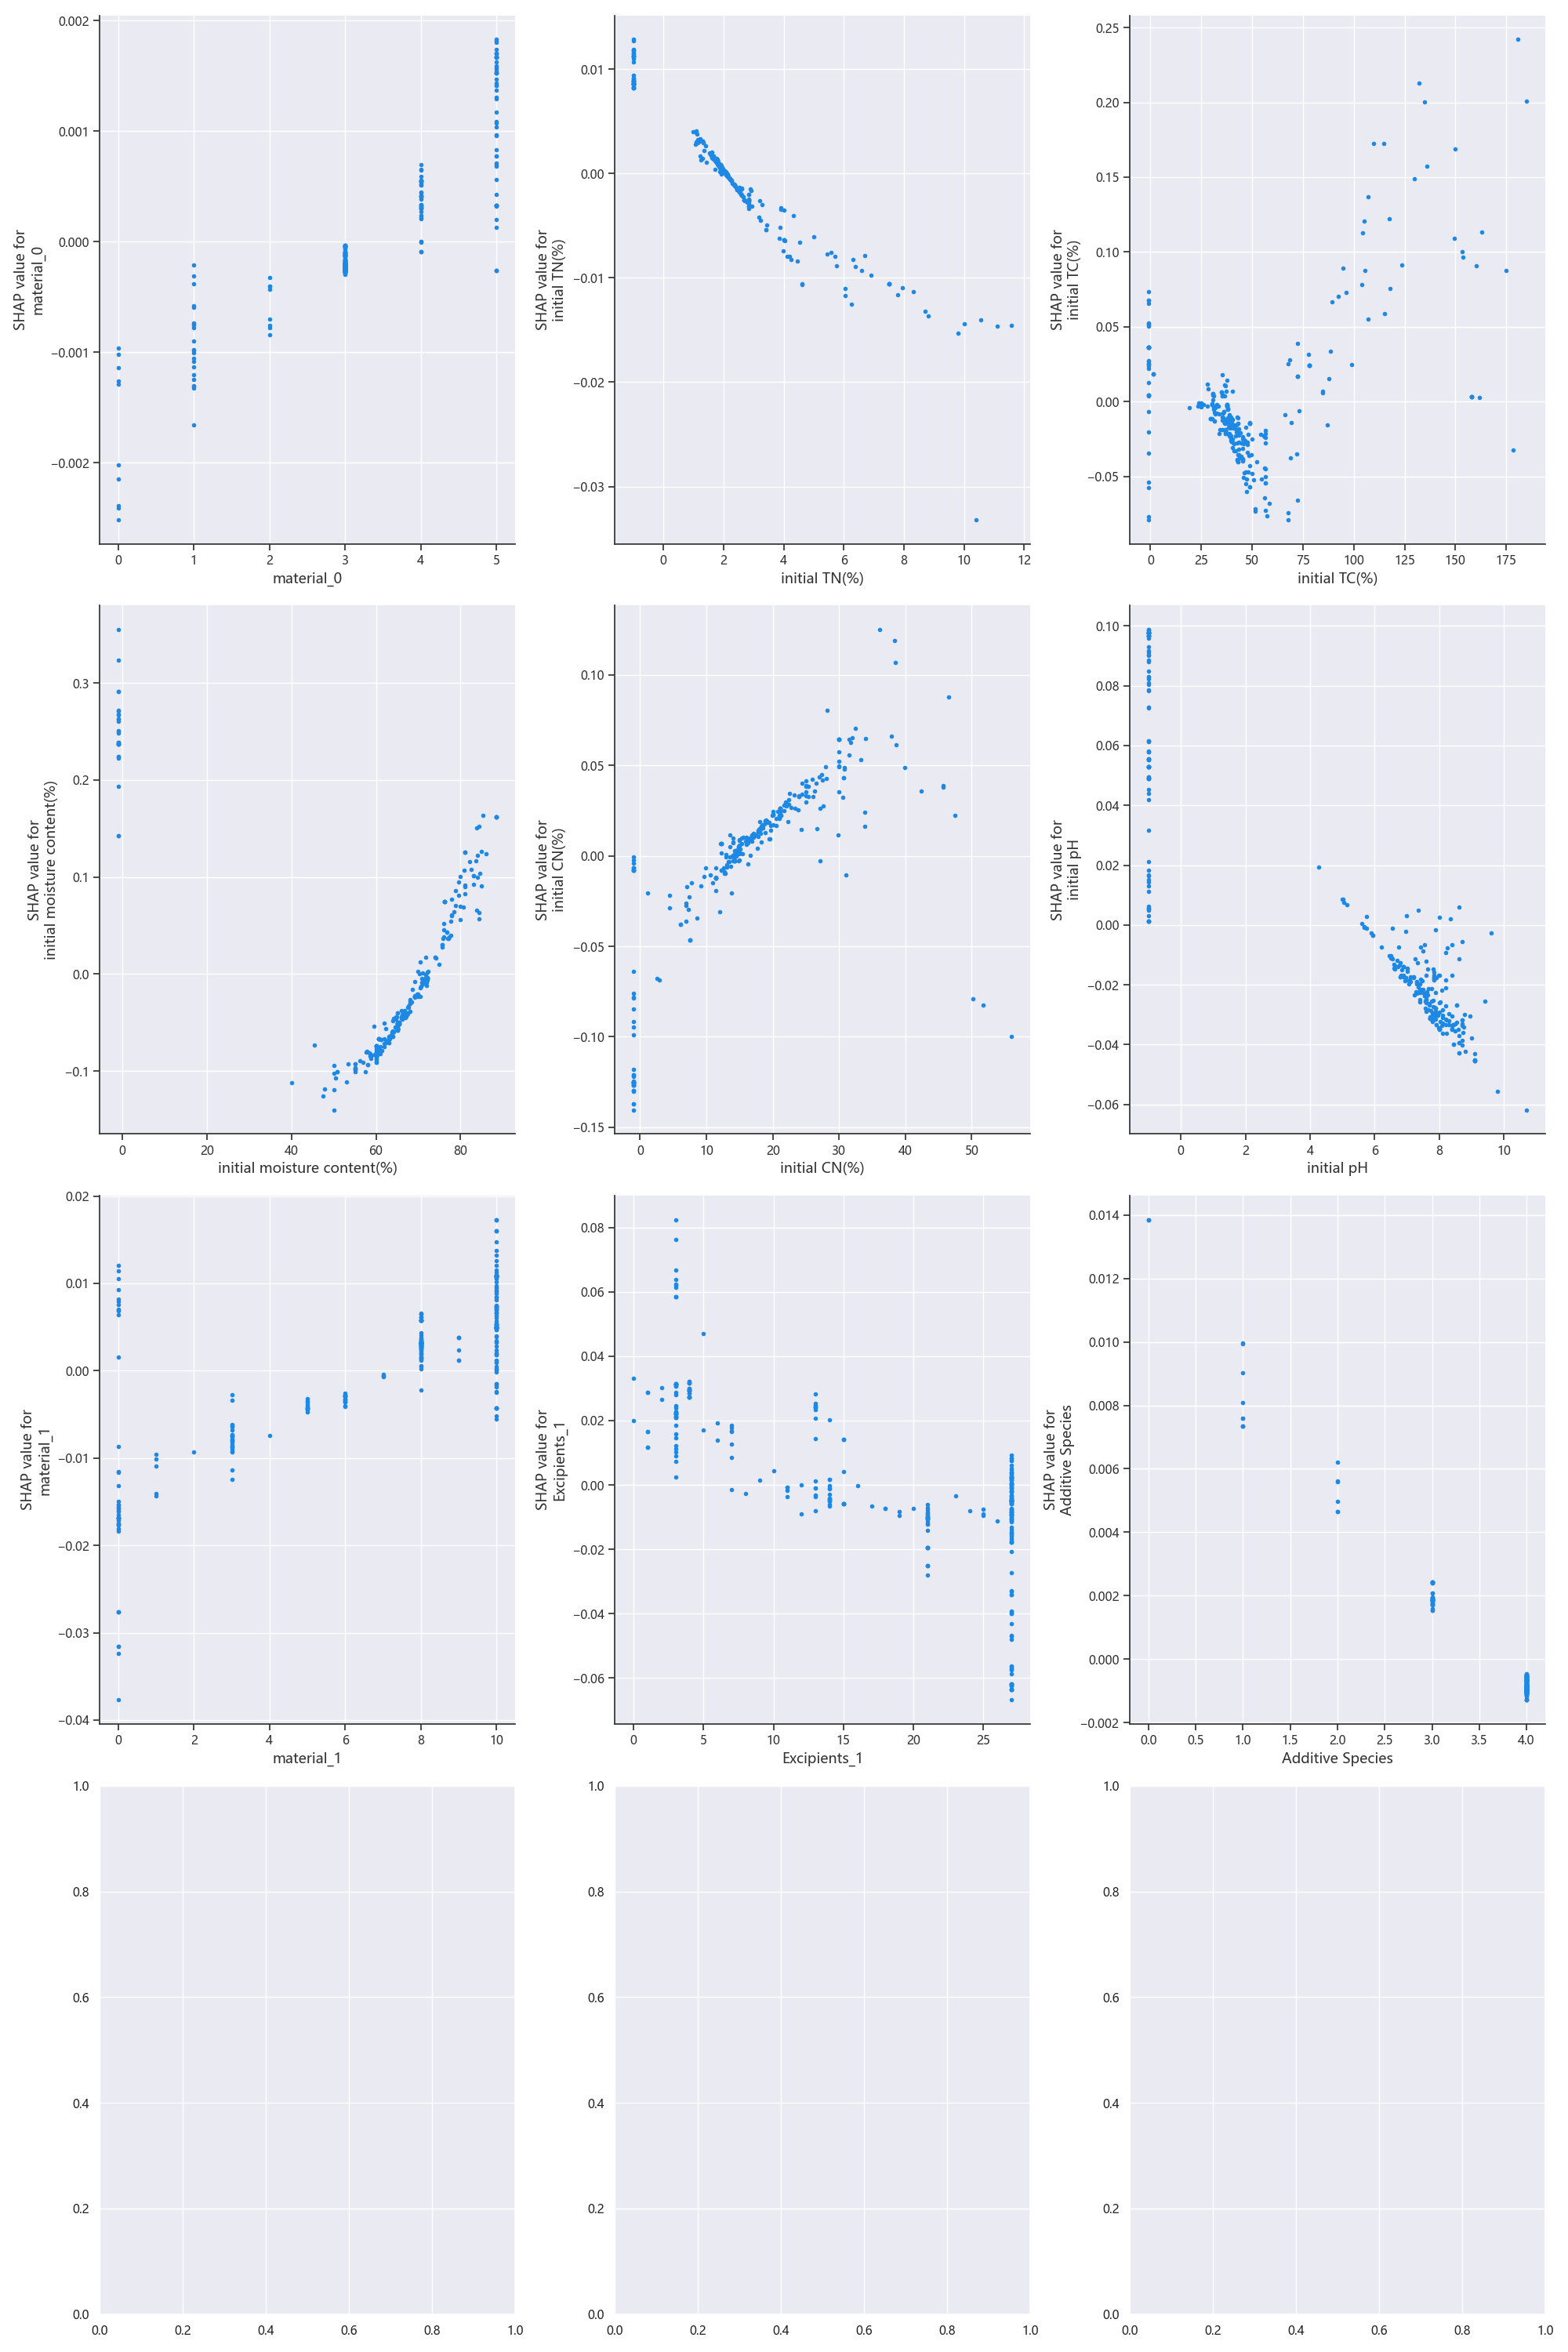 0.002
0.001
0.000
−0.001
−0.002
SHAP value for
material_0
0 1 2 3 4 5
material_0
0.01
0.00
−0.01
−0.02
−0.03
SHAP value for
initial TN(%)
0 2 4 6 8 10 12
initial TN(%)
0.25
0.20
0.15
0.10
0.05
0.00
−0.05
SHAP value for
initial TC(%)
0 25 50 75 100 125 150 175
initial TC(%)
0.3
0.2
0.1
0.0
−0.1
SHAP value for
initial moisture content(%)
0 20 40 60 80
initial moisture content(%)
0.10
0.05
0.00
−0.05
−0.10
−0.15
SHAP value for
initial CN(%)
0 10 20 30 40 50
initial CN(%)
0.10
0.08
0.06
0.04
0.02
0.00
−0.02
−0.04
−0.06
SHAP value for
initial pH
0 2 4 6 8 10
initial pH
0.02
0.01
0.00
−0.01
−0.02
−0.03
−0.04
SHAP value for
material_1
0 2 4 6 8 10
material_1
0.08
0.06
0.04
0.02
0.00
−0.02
−0.04
−0.06
SHAP value for
Excipients_1
0 5 10 15 20 25
Excipients_1
0.014
0.012
0.010
0.008
0.006
0.004
0.002
0.000
−0.002
SHAP value for
Additive Species
0.0 0.5 1.0 1.5 2.0 2.5 3.0 3.5 4.0
Additive Species
1.0
0.8
0.6
0.4
0.2
0.0
0.0 0.2 0.4 0.6 0.8 1.0
1.0
0.8
0.6
0.4
0.2
0.0
0.0 0.2 0.4 0.6 0.8 1.0
1.0
0.8
0.6
0.4
0.2
0.0
0.0 0.2 0.4 0.6 0.8 1.0